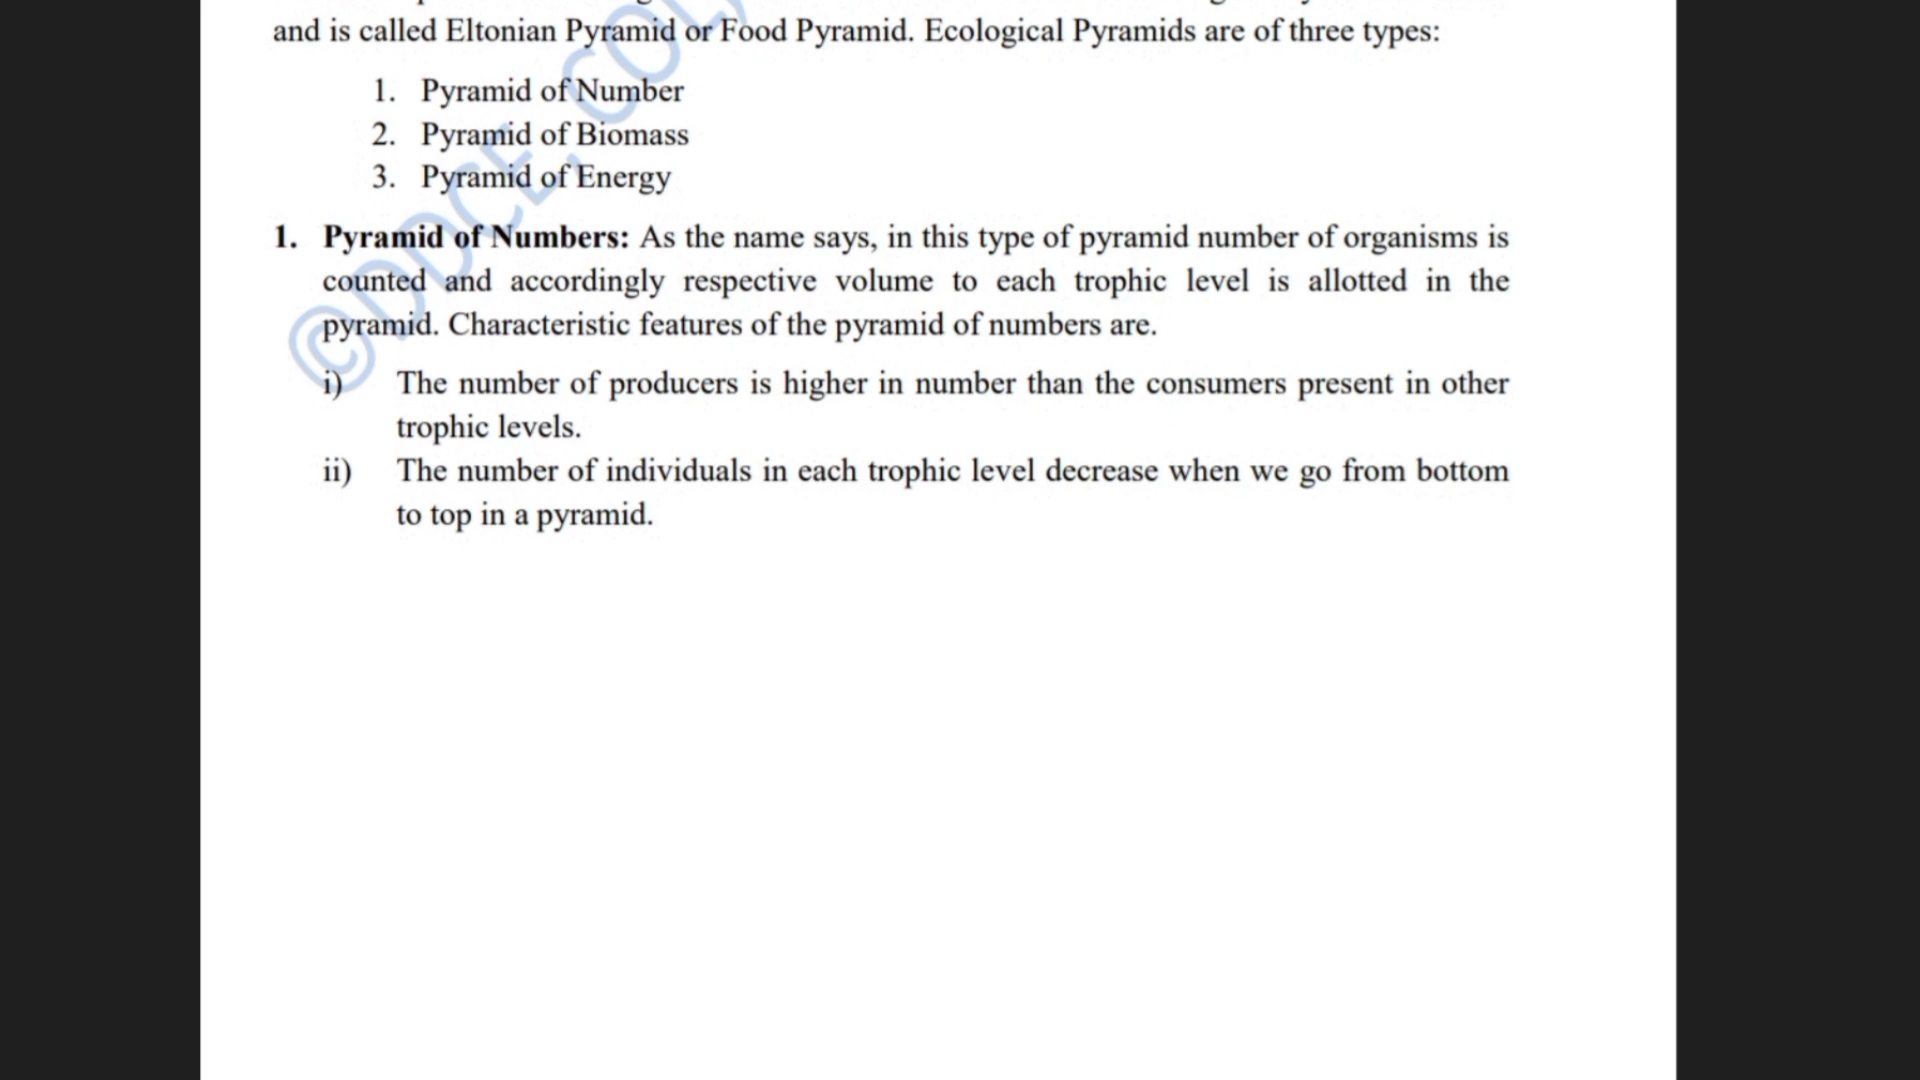 and is called Eltonian Pyramid or Food Pyramid. Ecological Pyramids are of three types:
1. Pyramid of Number
2. Pyramid of Biomass
3. Pyramid of Energy
1. Pyramid of Numbers: As the name says, in this type of pyramid number of organisms is
counted and accordingly respective volume to each trophic level is allotted in the
pyramid. Characteristic features of the pyramid of numbers are.
i) The number of producers is higher in number than the consumers present in other
trophic levels.
ii) The number of individuals in each trophic level decrease when we go from bottom
to top in a pyramid.
©DDCE,